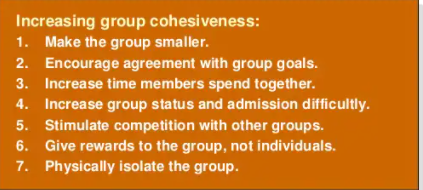 Increasing group cohesiveness:
1. Make the group smaller.
2. Encourage agreement with group goals.
3. Increase time members spend together.
4. Increase group status and admission difficultly.
5. Stimulate competition with other groups.
6. Give rewards to the group, not individuals.
7. Physically isolate the group.